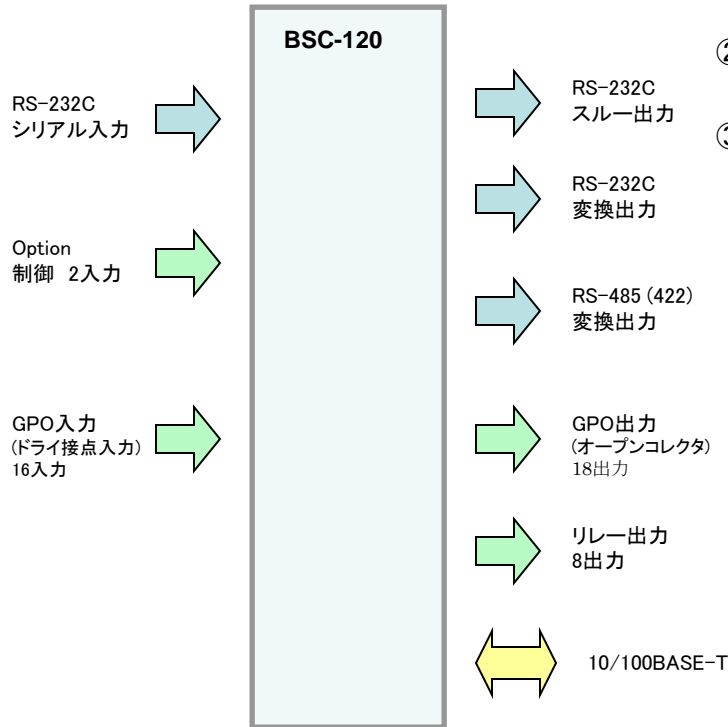 BSC-120
RS-232C
シリアル入力
Option
制御 2入力
GPO入力
(ドライ接点入力)
16入力
RS-232C
スルー出力
RS-232C
変換出力
RS-485(422)
変換出力
GPO出力
(オープンコレクタ)
18出力
リレー出力
8出力
10/100BASE-T